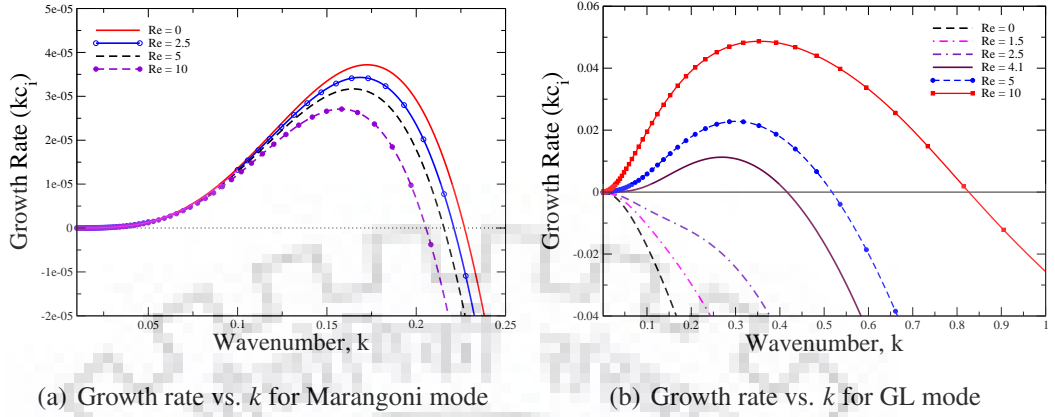 Growth Rate (kc_i)
5e-05
4e-05
3e-05
2e-05
1e-05
0
-1e-05
-2e-05
Re = 0
Re = 2.5
Re = 5
Re = 10
0.05
0.1
0.15
0.2
0.25
Wavenumber, k
(a) Growth rate vs. k for Marangoni mode
Growth Rate (kc_i)
0.06
0.04
0.02
0
-0.02
-0.04
Re = 0
Re = 1.5
Re = 2.5
Re = 4.1
Re = 5
Re = 10
0.1
0.2
0.3
0.4
0.5
0.6
0.7
0.8
0.9
1
Wavenumber, k
(b) Growth rate vs. k for GL mode